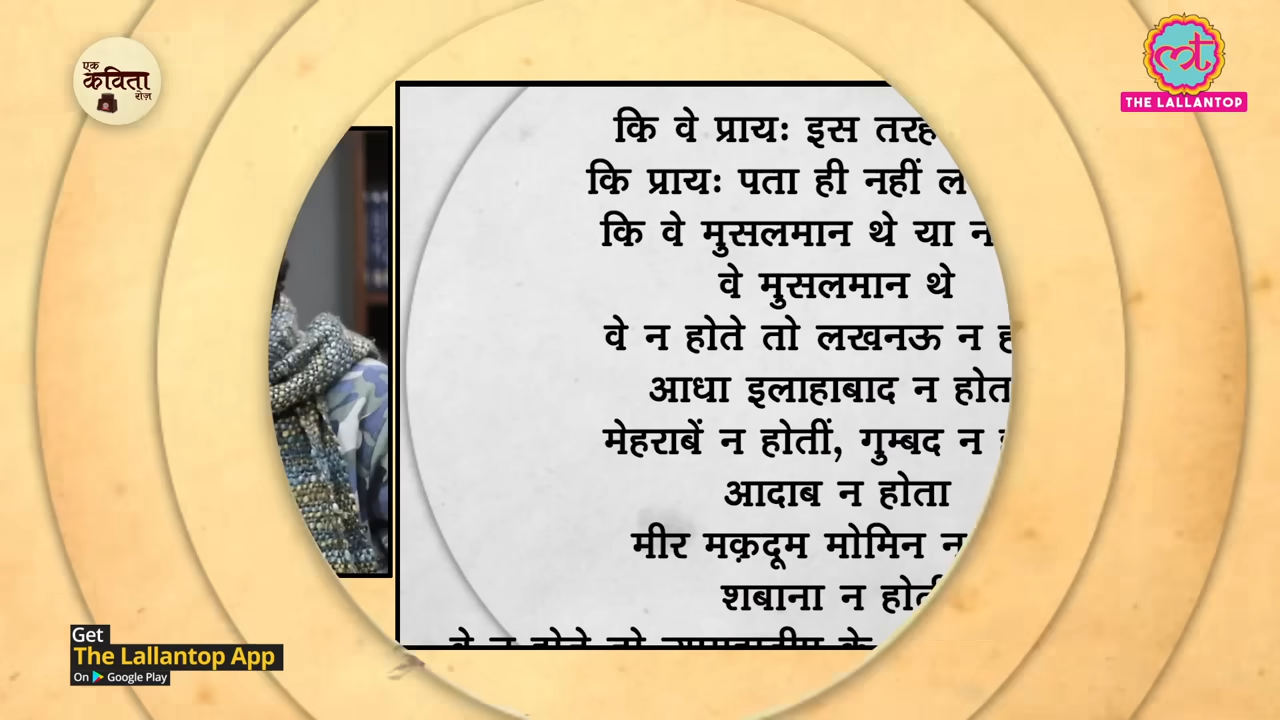 एक
कविता
रोज़
THE LALLANTOP
कि वे प्रायः इस तरह
कि प्रायः पता ही नहीं
कि वे मुसलमान थे या
वे मुसलमान थे
वे न होते तो लखनऊ न
आधा इलाहाबाद न
मेहराबें न होतीं, गुम्बद न
आदाब न होता
मीर मक़दूम मोमिन
शबाना न
वे न होते तो
Get
The Lallantop App
On Google Play